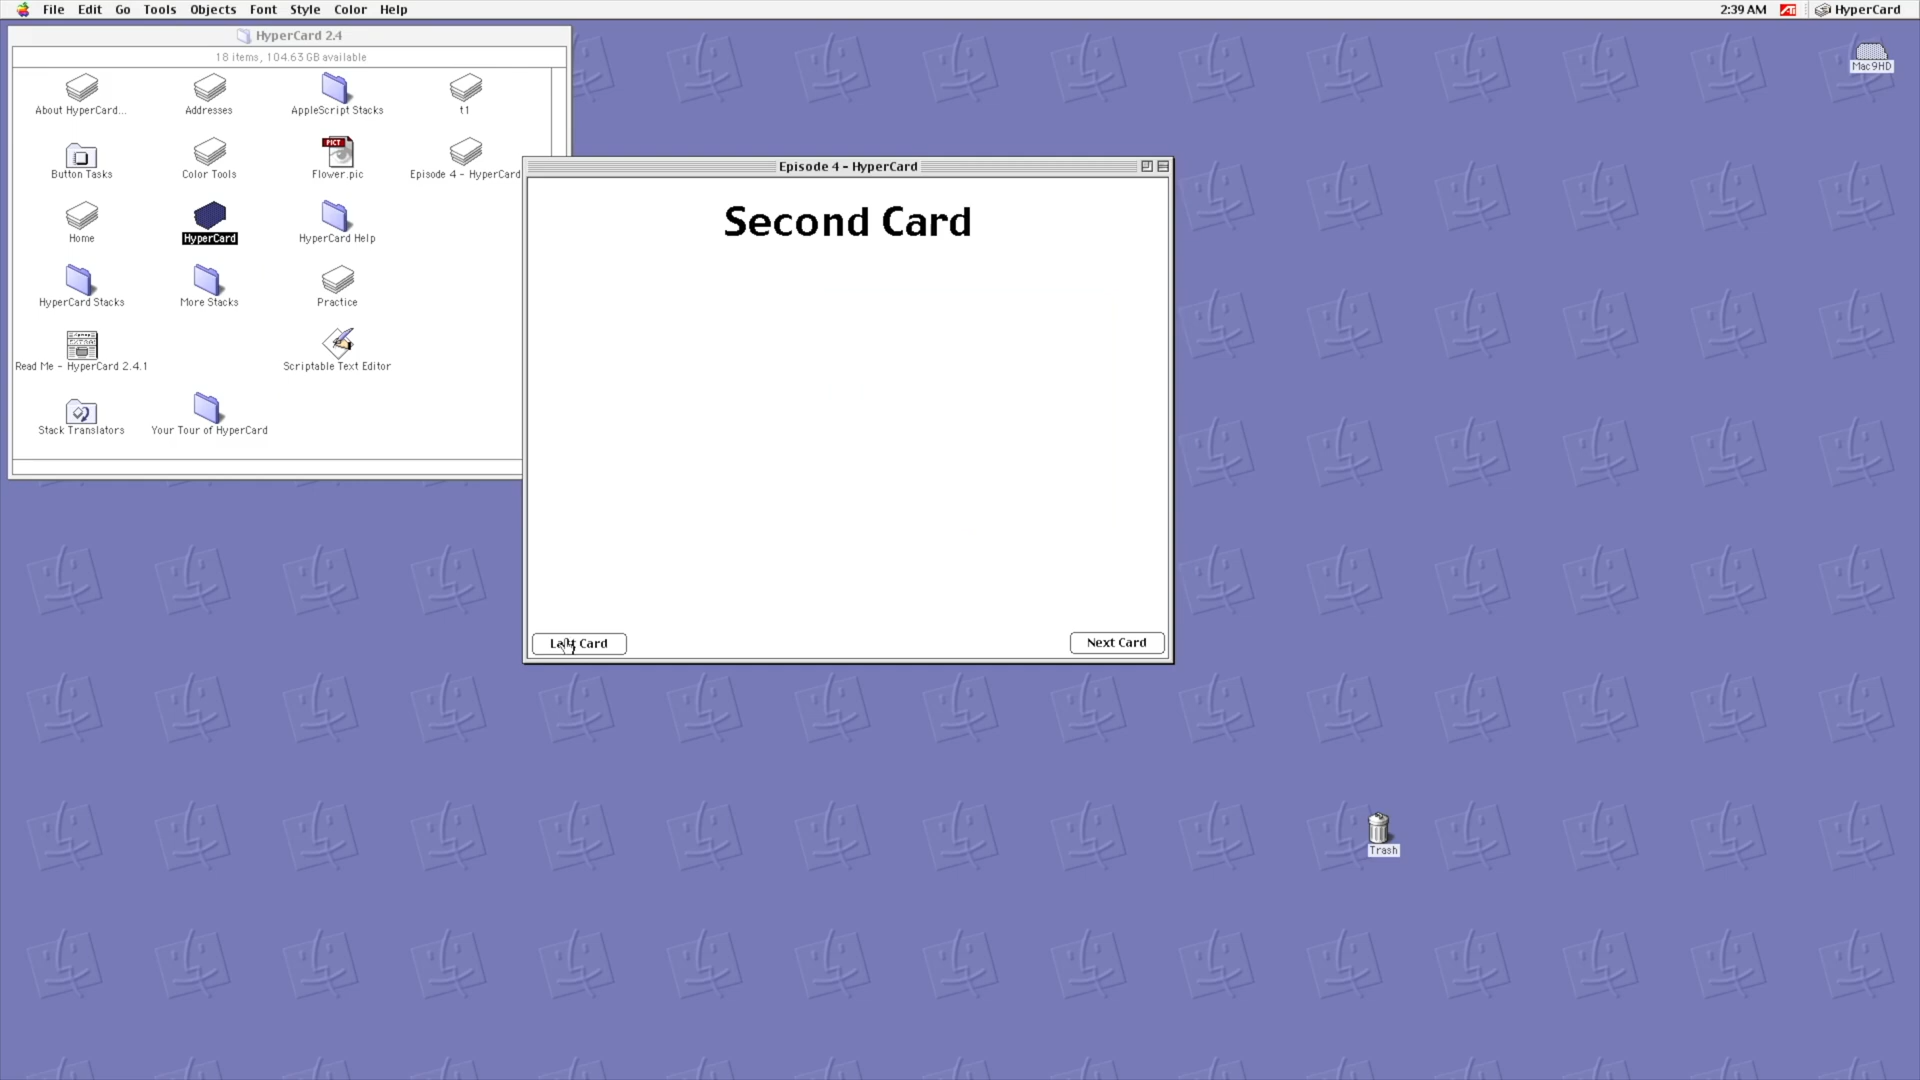 File Edit Go Tools Objects Font Style Color Help
2:39 AM
HyperCard
HyperCard 2.4
18 items, 104.63 GB available
About HyperCard...
Addresses
AppleScript Stacks
t1
Button Tasks
Color Tools
PICT
Flower.pic
Episode 4 - HyperCard
Home
HyperCard
HyperCard Help
HyperCard Stacks
More Stacks
Practice
Read Me - HyperCard 2.4.1
Scriptable Text Editor
Stack Translators
Your Tour of HyperCard
Episode 4 - HyperCard
Second Card
Last Card
Next Card
Mac9HD
Trash